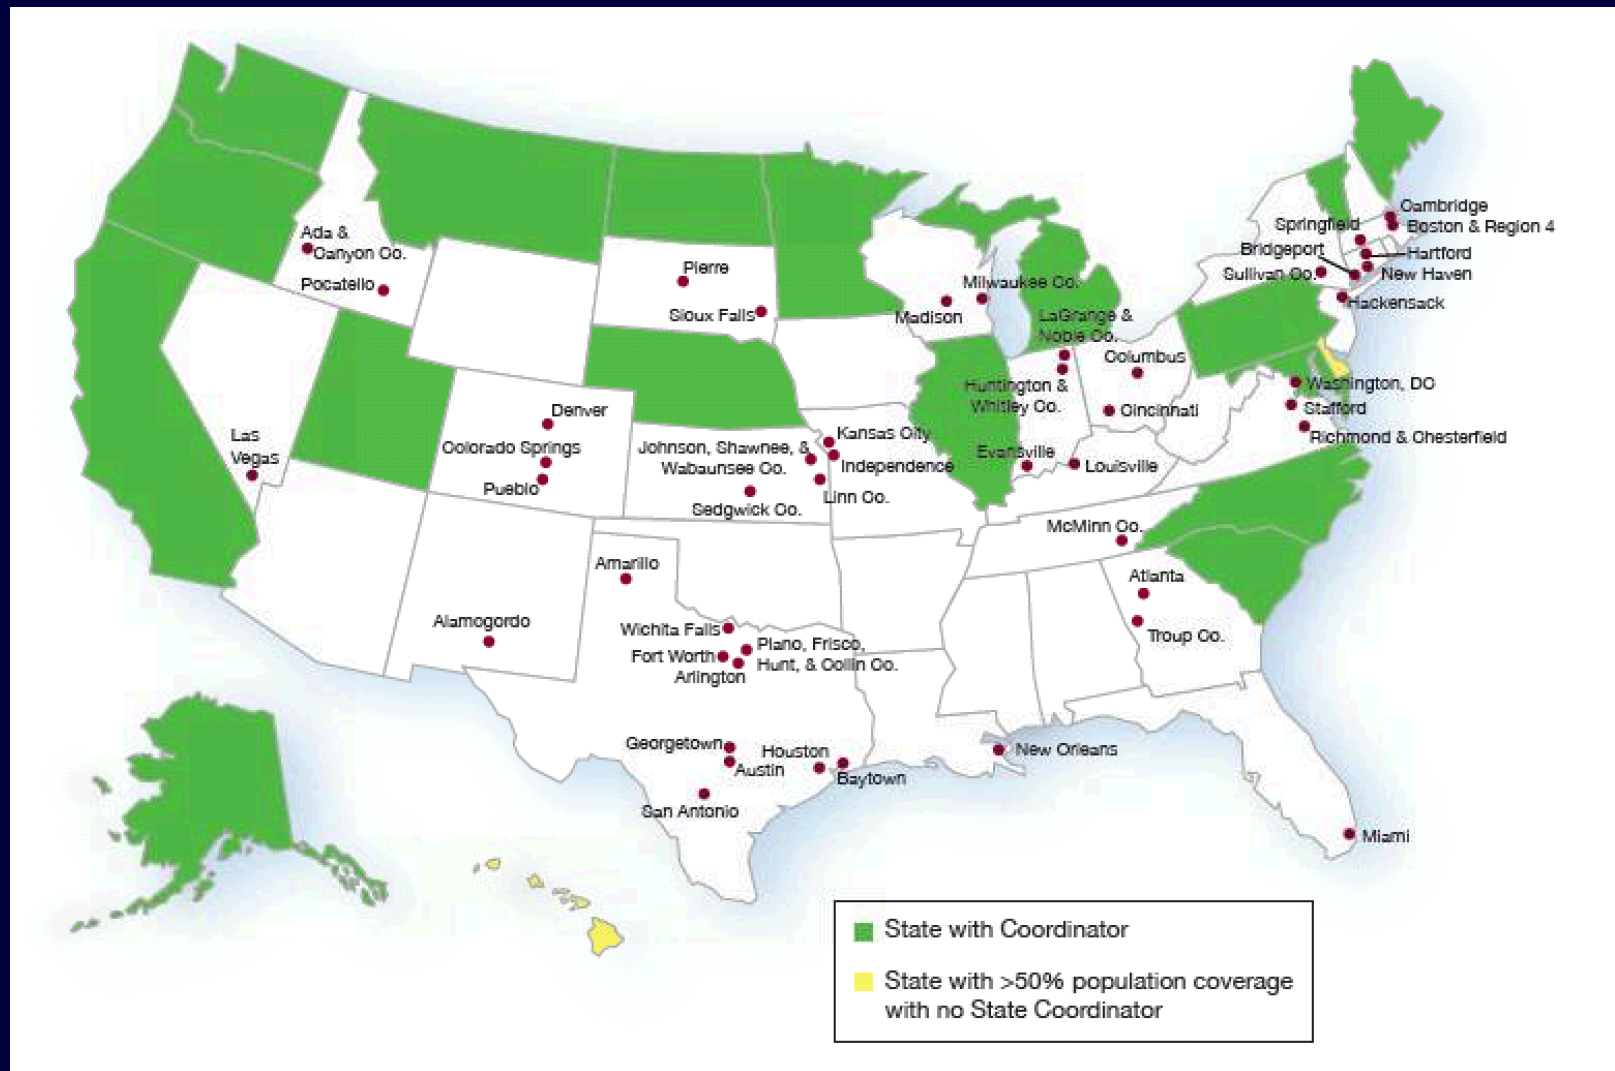 Ada &
Canyon Co.
Pocatello
Pierre
Sioux Falls
Madison
Milwaukee Co.
LaGrange &
Noble Co.
Huntington &
Whitley Co.
Columbus
Cincinnati
Springfield
Bridgeport
Sullivan Co.
Cambridge
Boston & Region 4
Hartford
New Haven
Hackensack
Washington, DC
Stafford
Richmond & Chesterfield
Las
Vegas
Denver
Colorado Springs
Pueblo
Johnson, Shawnee, &
Wabaunsee Co.
Sedgwick Co.
Kansas City
Independence
Linn Co.
Evansville
Louisville
McMinn Co.
Atlanta
Troup Co.
Amarillo
Alamogordo
Wichita Falls
Fort Worth
Arlington
Plano, Frisco,
Hunt, & Collin Co.
Georgetown
Austin
Houston
Baytown
San Antonio
New Orleans
Miami
State with Coordinator
State with >50% population coverage
with no State Coordinator